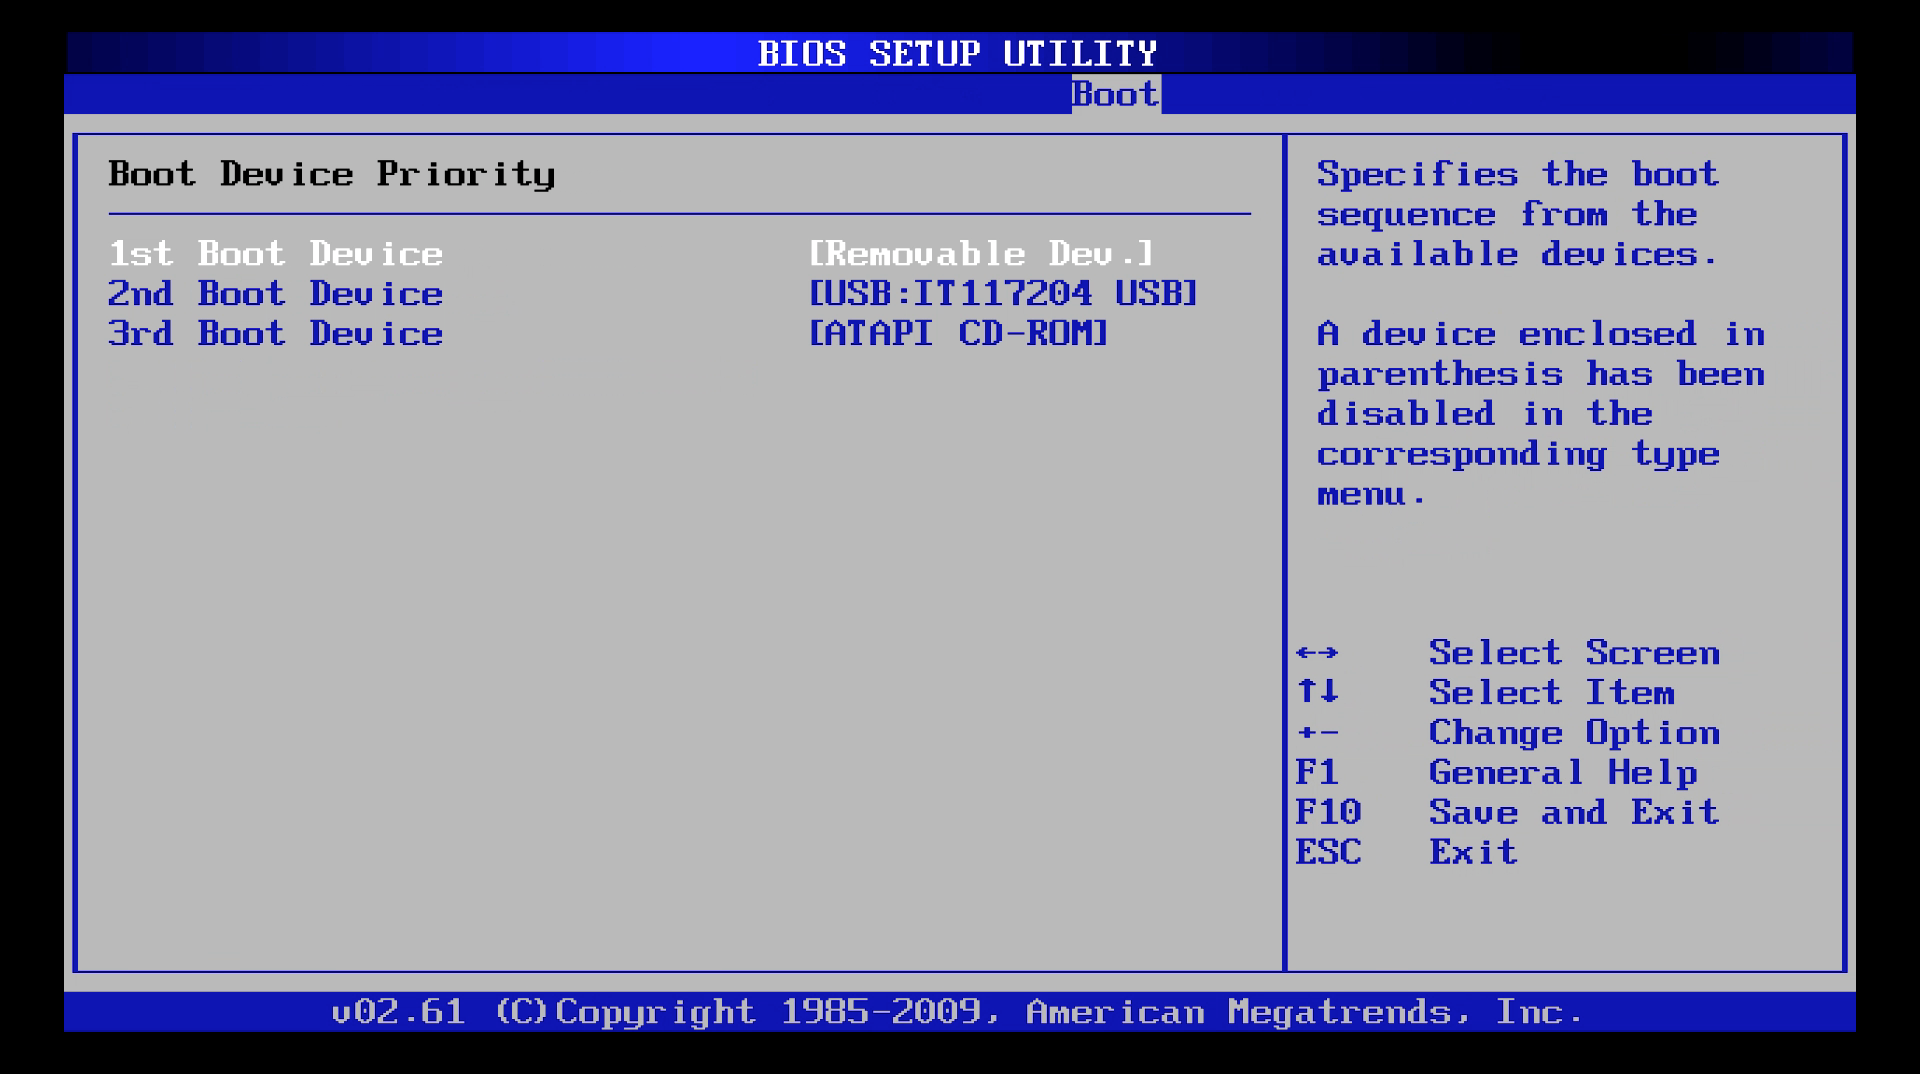 BIOS SETUP UTILITY
Boot
Boot Device Priority
1st Boot Device [Removable Dev.]
2nd Boot Device [USB:IT117204 USB]
3rd Boot Device [ATAPI CD-ROM]
Specifies the boot
sequence from the
available devices.
A device enclosed in
parenthesis has been
disabled in the
corresponding type
menu.
←→ Select Screen
↑↓ Select Item
+- Change Option
F1 General Help
F10 Save and Exit
ESC Exit
v02.61 (C)Copyright 1985-2009, American Megatrends, Inc.